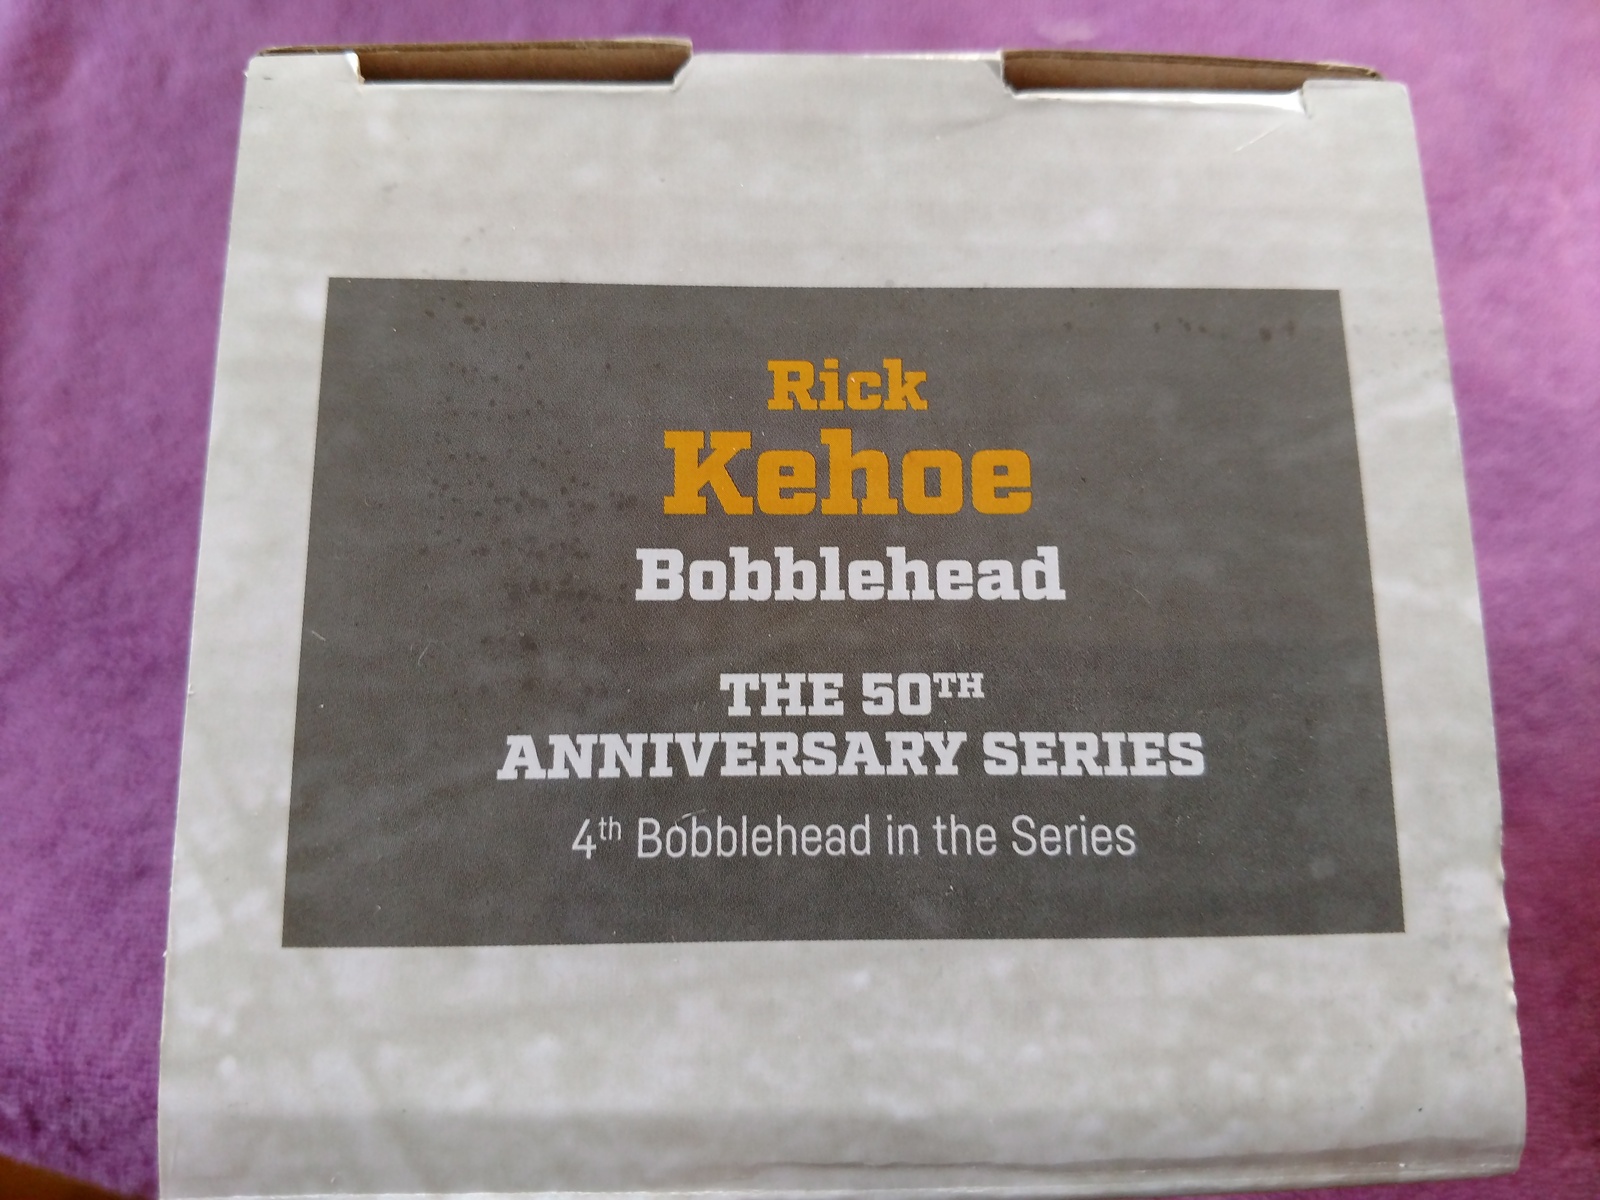 Rick
Kehoe
Bobblehead
THE 50TH
ANNIVERSARY SERIES
4th Bobblehead in the Series